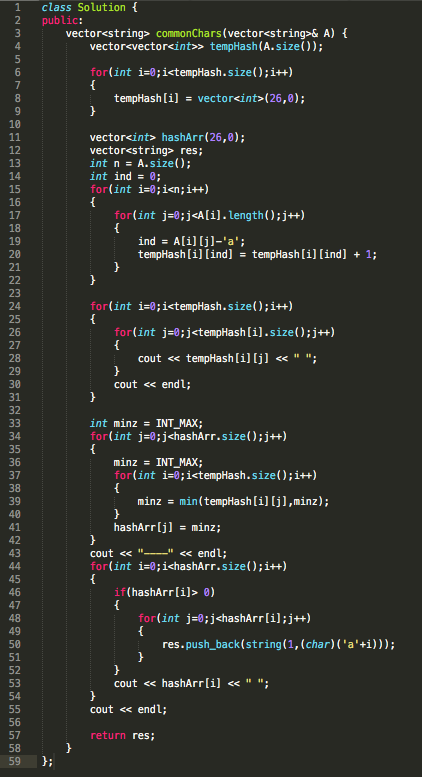 1 class Solution {
2 public:
3     vector<string> commonChars(vector<string>& A) {
4         vector<vector<int>> tempHash(A.size());
5
6         for(int i=0;i<tempHash.size();i++)
7         {
8             tempHash[i] = vector<int>(26,0);
9         }
10
11         vector<int> hashArr(26,0);
12         vector<string> res;
13         int n = A.size();
14         int ind = 0;
15         for(int i=0;i<n;i++)
16         {
17             for(int j=0;j<A[i].length();j++)
18             {
19                 ind = A[i][j]-'a';
20                 tempHash[i][ind] = tempHash[i][ind] + 1;
21             }
22         }
23
24         for(int i=0;i<tempHash.size();i++)
25         {
26             for(int j=0;j<tempHash[i].size();j++)
27             {
28                 cout << tempHash[i][j] << " ";
29             }
30             cout << endl;
31         }
32
33         int minz = INT_MAX;
34         for(int j=0;j<hashArr.size();j++)
35         {
36             minz = INT_MAX;
37             for(int i=0;i<tempHash.size();i++)
38             {
39                 minz = min(tempHash[i][j],minz);
40             }
41             hashArr[j] = minz;
42         }
43         cout << "----" << endl;
44         for(int i=0;i<hashArr.size();i++)
45         {
46             if(hashArr[i]> 0)
47             {
48                 for(int j=0;j<hashArr[i];j++)
49                 {
50                     res.push_back(string(1,(char)('a'+i)));
51                 }
52             }
53             cout << hashArr[i] << " ";
54         }
55         cout << endl;
56
57         return res;
58     }
59 };